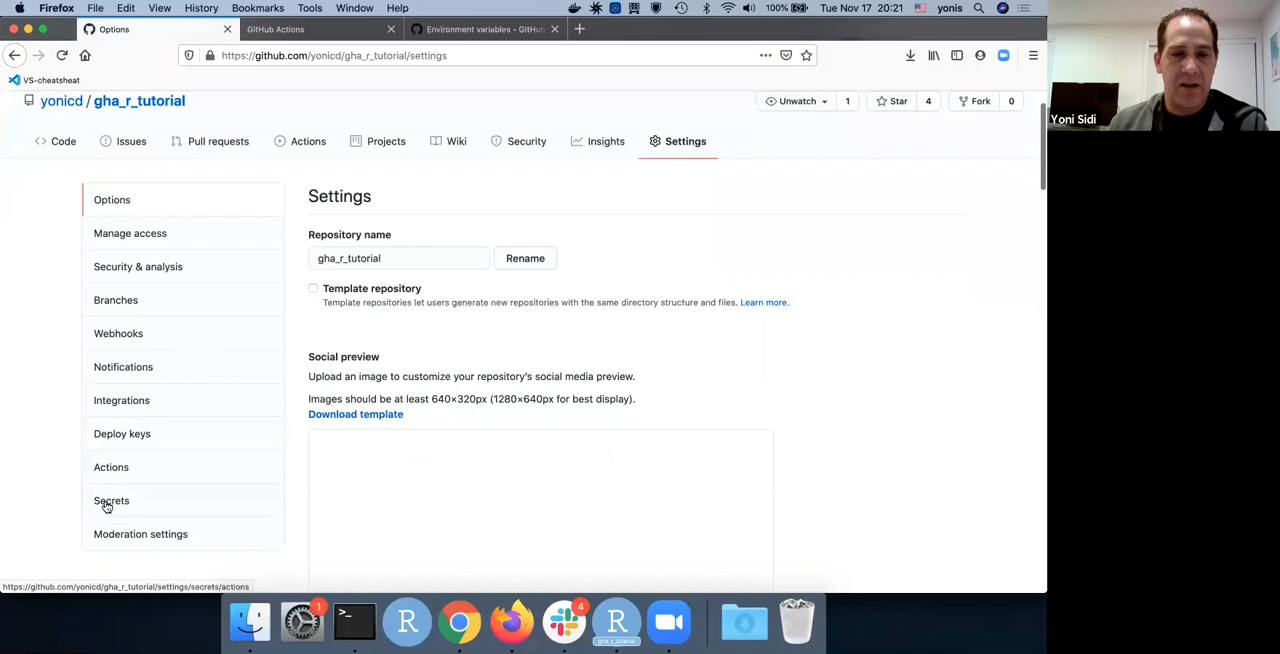 Firefox File Edit View History Bookmarks Tools Window Help 100% Tue Nov 17 20:21 yonis
Options GitHub Actions Environment variables - GitHub
https://github.com/yonicd/gha_r_tutorial/settings
VS-cheatsheat
yonicd / gha_r_tutorial Unwatch 1 Star 4 Fork 0
Code Issues Pull requests Actions Projects Wiki Security Insights Settings
Yoni Sidi
Options
Manage access
Security & analysis
Branches
Webhooks
Notifications
Integrations
Deploy keys
Actions
Secrets
Moderation settings
Settings
Repository name
gha_r_tutorial Rename
Template repository
Template repositories let users generate new repositories with the same directory structure and files. Learn more.
Social preview
Upload an image to customize your repository's social media preview.
Images should be at least 640×320px (1280×640px for best display).
Download template
https://github.com/yonicd/gha_r_tutorial/settings/secrets/actions
1 >_ R 4 R
gha_r_tutorial